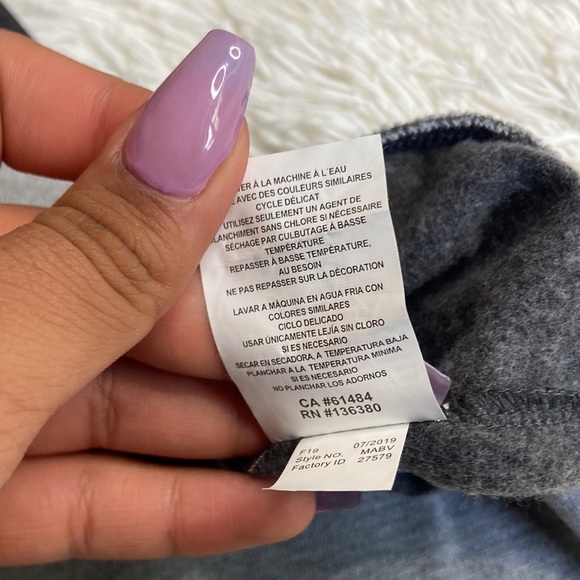 À LA MACHINE À L'EAU
AVEC DES COULEURS SIMILAIRES
CYCLE DÉLICAT
UTILISEZ SEULEMENT UN AGENT DE
SANS CHLORE SI NÉCESSAIRE
SÉCHAGE PAR CULBUTAGE À BASSE
TEMPÉRATURE
REPASSER À BASSE TEMPÉRATURE,
AU BESOIN
NE PAS REPASSER SUR LA DÉCORATION
LAVAR A MÁQUINA EN AGUA FRIA CON
COLORES SIMILARES
CICLO DELICADO
USAR ÚNICAMENTE LEJÍA SIN CLORO
SI ES NECESARIO
SECAR EN SECADORA, A TEMPERATURA BAJA
PLANCHAR A LA TEMPERATURA MINIMA
SI ES NECESARIO
NO PLANCHAR LOS ADORNOS
CA #61484
RN #136380
F19 07/2019
Style NO. MABV
Factory ID 27579